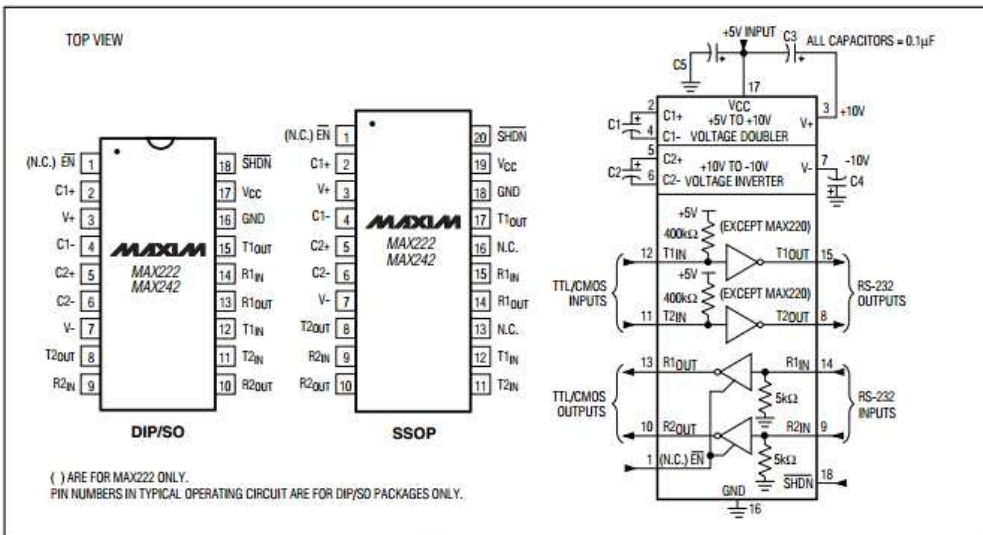 TOP VIEW
(N.C.) EN 1
C1+ 2
V+ 3
C1- 4
C2+ 5
C2- 6
V- 7
T2OUT 8
R2IN 9
18 SHDN
17 VCC
16 GND
15 T1OUT
14 R1IN
13 R1OUT
12 T1IN
11 T2IN
10 R2OUT
MAXIM
MAX222
MAX242
DIP/SO
(N.C.) EN 1
C1+ 2
V+ 3
C1- 4
C2+ 5
C2- 6
V- 7
T2OUT 8
R2IN 9
R2OUT 10
20 SHDN
19 VCC
18 GND
17 T1OUT
16 N.C.
15 R1IN
14 R1OUT
13 N.C.
12 T1IN
11 T2IN
MAXIM
MAX222
MAX242
SSOP
( ) ARE FOR MAX222 ONLY.
PIN NUMBERS IN TYPICAL OPERATING CIRCUIT ARE FOR DIP/SO PACKAGES ONLY.
+5V INPUT C3 ALL CAPACITORS = 0.1µF
C5
17
VCC
2 C1+ +5V TO +10V V+ 3 +10V
C1
4 C1- VOLTAGE DOUBLER
5 C2+ +10V TO -10V V- 7 -10V
C2 C4
6 C2- VOLTAGE INVERTER
+5V
400kΩ (EXCEPT MAX220)
12 T1IN T1OUT 15
+5V
TTL/CMOS INPUTS
RS-232 OUTPUTS
400kΩ (EXCEPT MAX220)
11 T2IN T2OUT 8
13 R1OUT R1IN 14
TTL/CMOS OUTPUTS
5kΩ
RS-232 INPUTS
10 R2OUT R2IN 9
1 (N.C.) EN 5kΩ
SHDN 18
GND
16